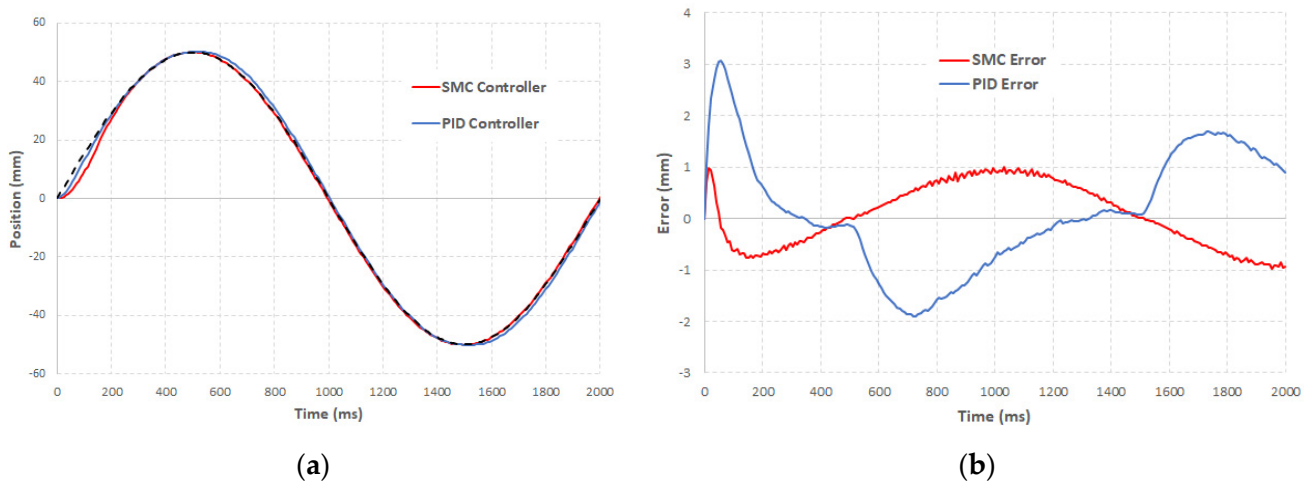 60
40
20
0
-20
-40
-60
0 200 400 600 800 1000 1200 1400 1600 1800 2000
Position (mm)
Time (ms)
SMC Controller
PID Controller
(a)
4
3
2
1
0
-1
-2
-3
0 200 400 600 800 1000 1200 1400 1600 1800 2000
Error (mm)
Time (ms)
SMC Error
PID Error
(b)